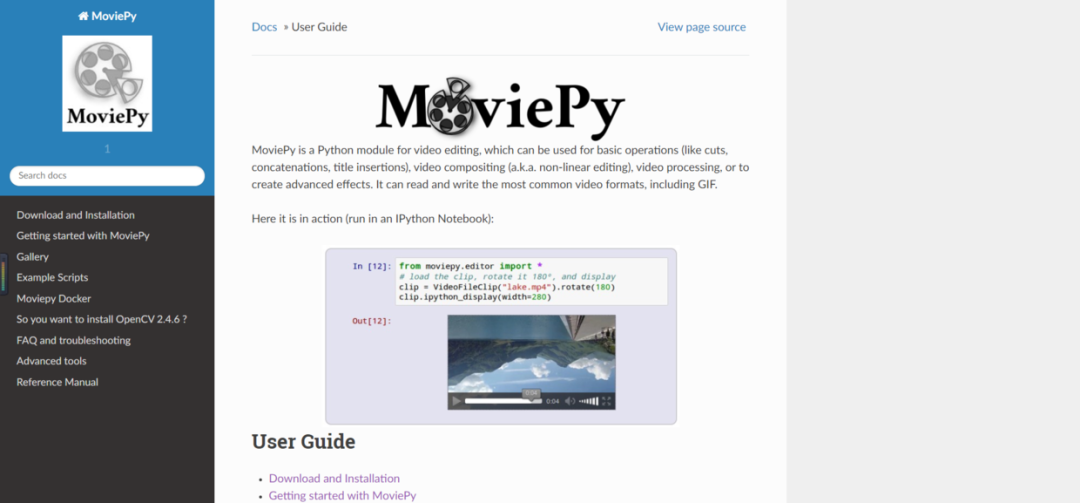 MoviePy
MoviePy
1
Search docs
Download and Installation
Getting started with MoviePy
Gallery
Example Scripts
Moviepy Docker
So you want to install OpenCV 2.4.6 ?
FAQ and troubleshooting
Advanced tools
Reference Manual
Docs » User Guide
View page source
MoviePy
MoviePy is a Python module for video editing, which can be used for basic operations (like cuts,
concatenations, title insertions), video compositing (a.k.a. non-linear editing), video processing, or to
create advanced effects. It can read and write the most common video formats, including GIF.
Here it is in action (run in an IPython Notebook):
In [12]: from moviepy.editor import *
# load the clip, rotate it 180°, and display
clip = VideoFileClip("lake.mp4").rotate(180)
clip.ipython_display(width=280)
Out[12]:
0:04
0:04
User Guide
• Download and Installation
• Getting started with MoviePy